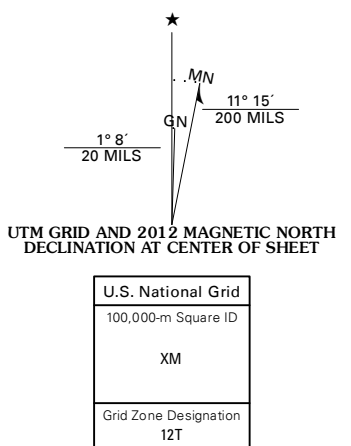 MN
11° 15´
200 MILS
GN
1° 8´
20 MILS
UTM GRID AND 2012 MAGNETIC NORTH
DECLINATION AT CENTER OF SHEET
U.S. National Grid
100,000-m Square ID
XM
Grid Zone Designation
12T